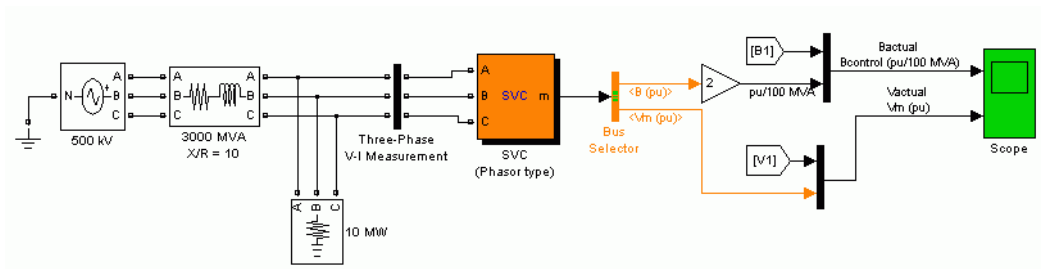 N
A
B
C
500 kV
A
B
C
A
B
C
3000 MVA
X/R = 10
A
B
C
10 MW
Three-Phase
V-I Measurement
A
B
C
SVC
m
SVC
(Phasor type)
<B (pu)>
<Vm (pu)>
Bus
Selector
2
pu/100 MVA
[B1]
[V1]
Bactual
Bcontrol (pu/100 MVA)
Vactual
Vm (pu)
Scope